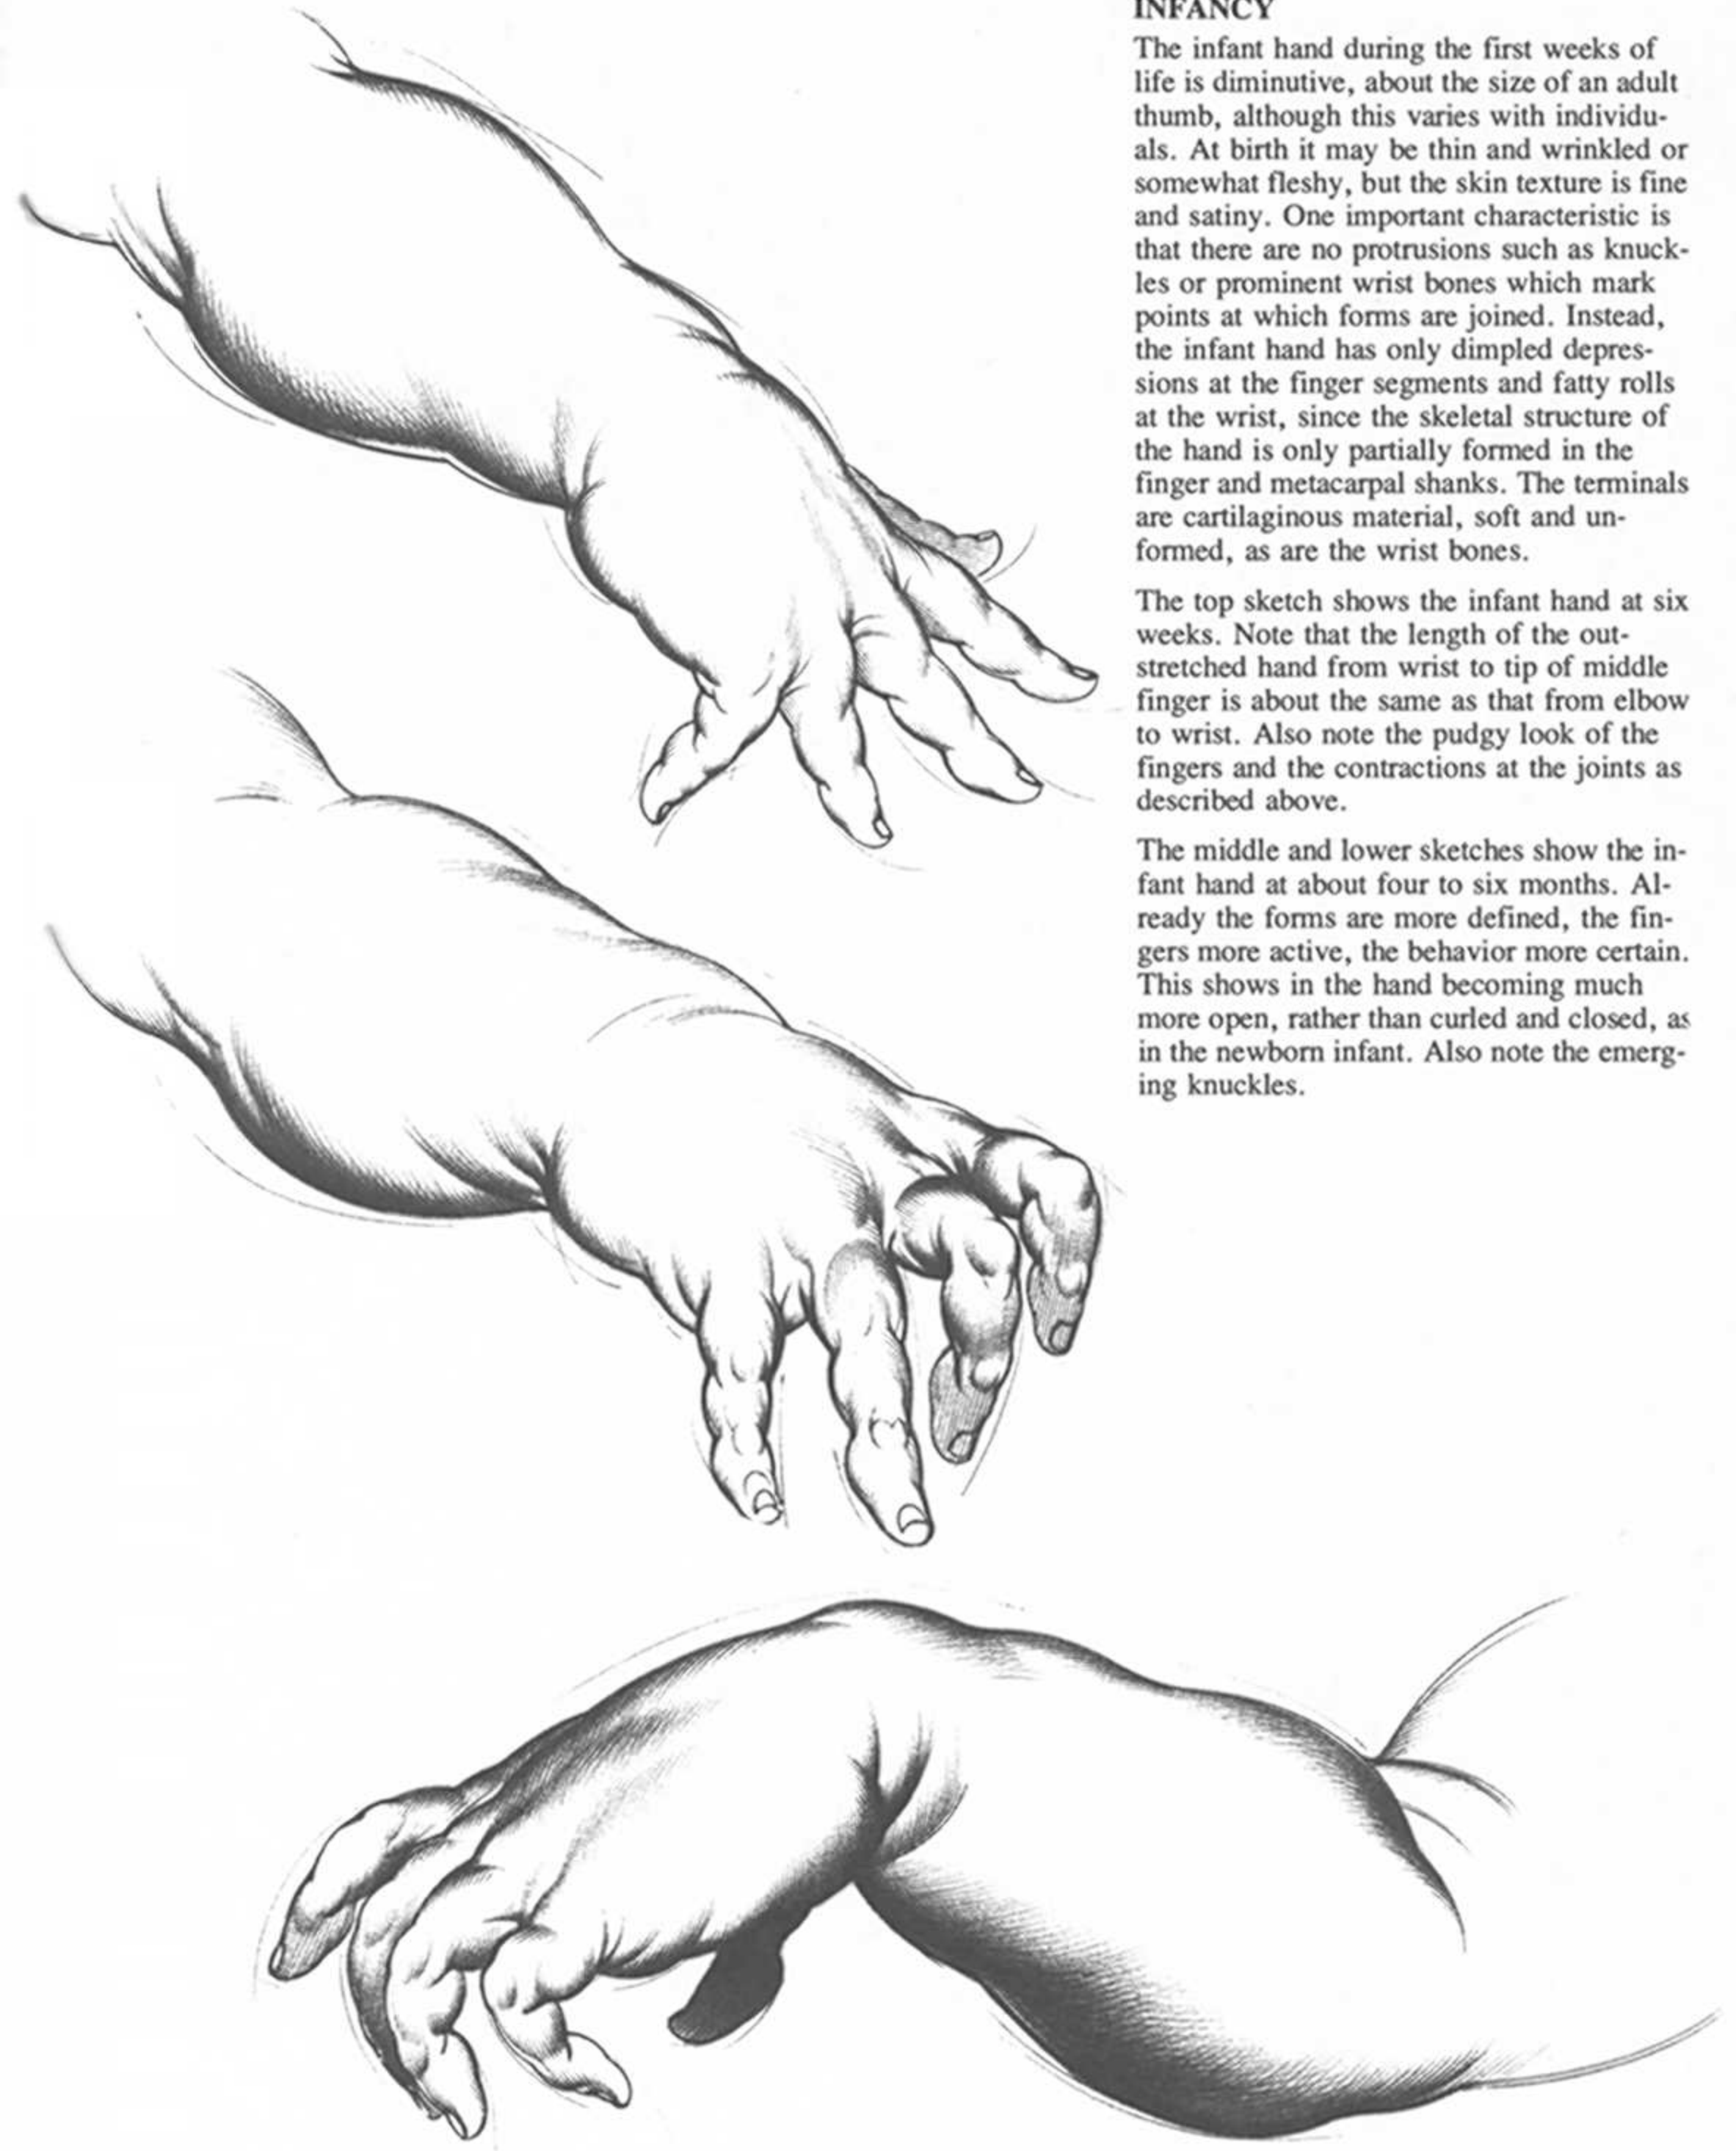 INFANCY
The infant hand during the first weeks of
life is diminutive, about the size of an adult
thumb, although this varies with individu-
als. At birth it may be thin and wrinkled or
somewhat fleshy, but the skin texture is fine
and satiny. One important characteristic is
that there are no protrusions such as knuck-
les or prominent wrist bones which mark
points at which forms are joined. Instead,
the infant hand has only dimpled depres-
sions at the finger segments and fatty rolls
at the wrist, since the skeletal structure of
the hand is only partially formed in the
finger and metacarpal shanks. The terminals
are cartilaginous material, soft and un-
formed, as are the wrist bones.
The top sketch shows the infant hand at six
weeks. Note that the length of the out-
stretched hand from wrist to tip of middle
finger is about the same as that from elbow
to wrist. Also note the pudgy look of the
fingers and the contractions at the joints as
described above.
The middle and lower sketches show the in-
fant hand at about four to six months. Al-
ready the forms are more defined, the fin-
gers more active, the behavior more certain.
This shows in the hand becoming much
more open, rather than curled and closed, as
in the newborn infant. Also note the emerg-
ing knuckles.